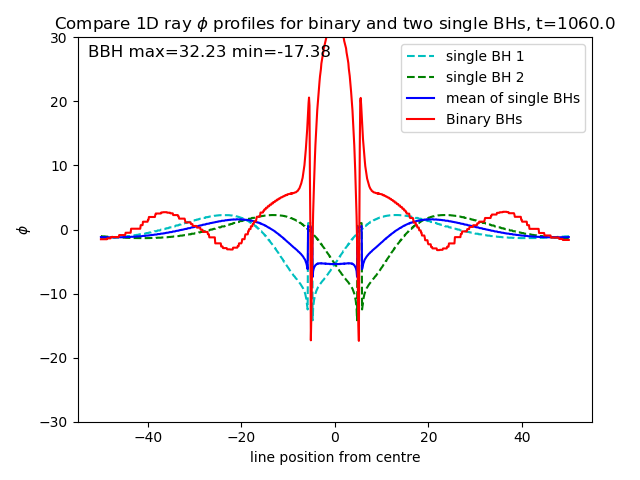 Compare 1D ray ϕ profiles for binary and two single BHs, t=1060.0
BBH max=32.23 min=-17.38
single BH 1
single BH 2
mean of single BHs
Binary BHs
30
20
10
0
−10
−20
−30
ϕ
−40
−20
0
20
40
line position from centre